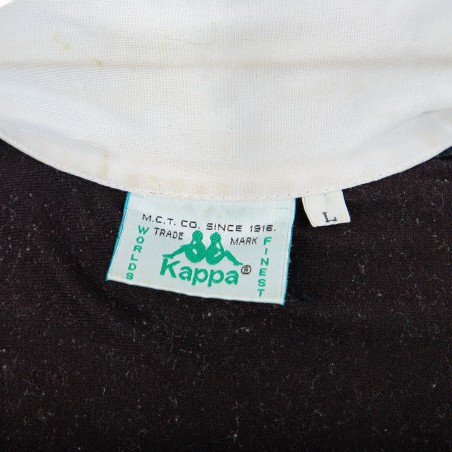 M.C.T. CO. SINCE 1916.
TRADE MARK
WORLDS
FINEST
Kappa®
L